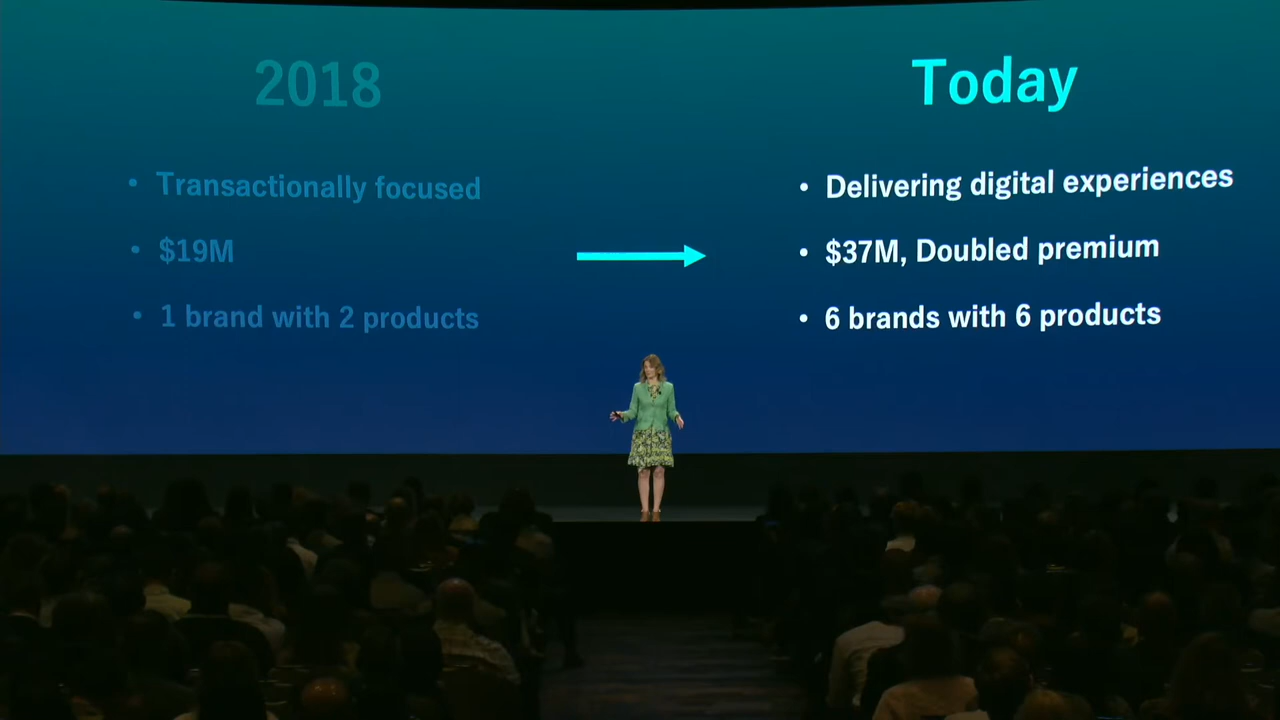 2018
• Transactionally focused
• $19M
• 1 brand with 2 products
Today
• Delivering digital experiences
• $37M, Doubled premium
• 6 brands with 6 products